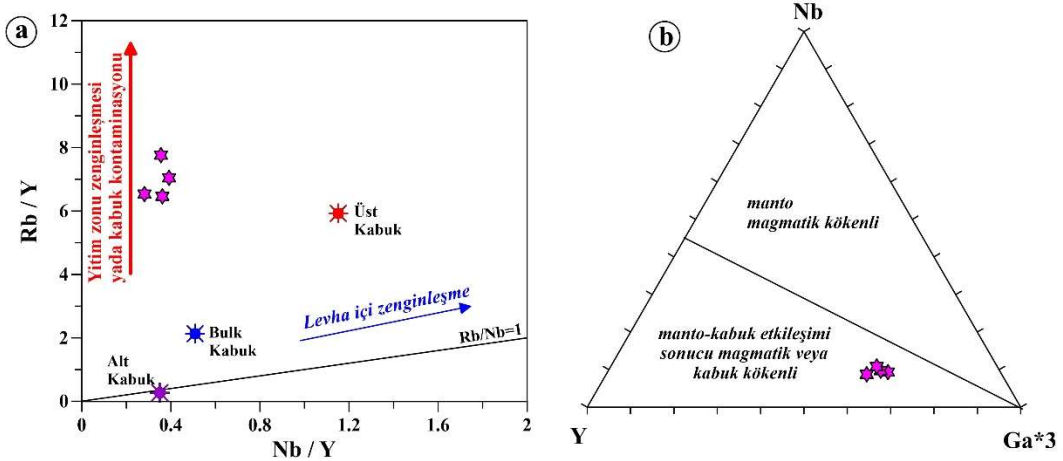 a
12
10
8
6
4
2
0
Rb / Y
Yitim zonu zenginleşmesi
yada kabuk kontaminasyonu
Üst
Kabuk
Levha içi zenginleşme
Bulk
Kabuk
Rb/Nb=1
Alt
Kabuk
0
0.4
0.8
1.2
1.6
2
Nb / Y
b
Nb
manto
magmatik kökenli
manto-kabuk etkileşimi
sonucu magmatik veya
kabuk kökenli
Y
Ga*3